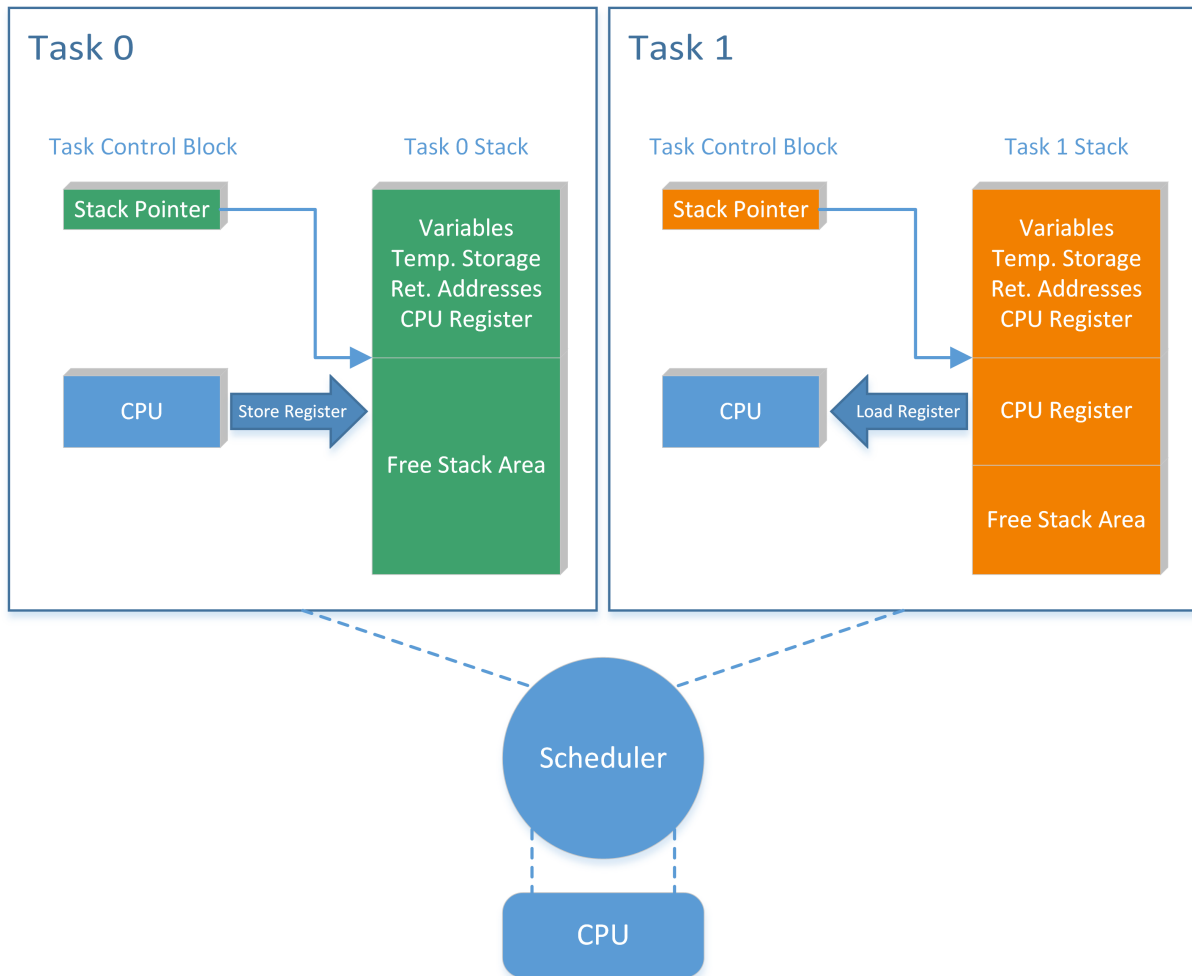 Task 0
Task Control Block
Task 0 Stack
Stack Pointer
Variables
Temp. Storage
Ret. Addresses
CPU Register
CPU
Store Register
Free Stack Area
Task 1
Task Control Block
Task 1 Stack
Stack Pointer
Variables
Temp. Storage
Ret. Addresses
CPU Register
CPU
Load Register
CPU Register
Free Stack Area
Scheduler
CPU